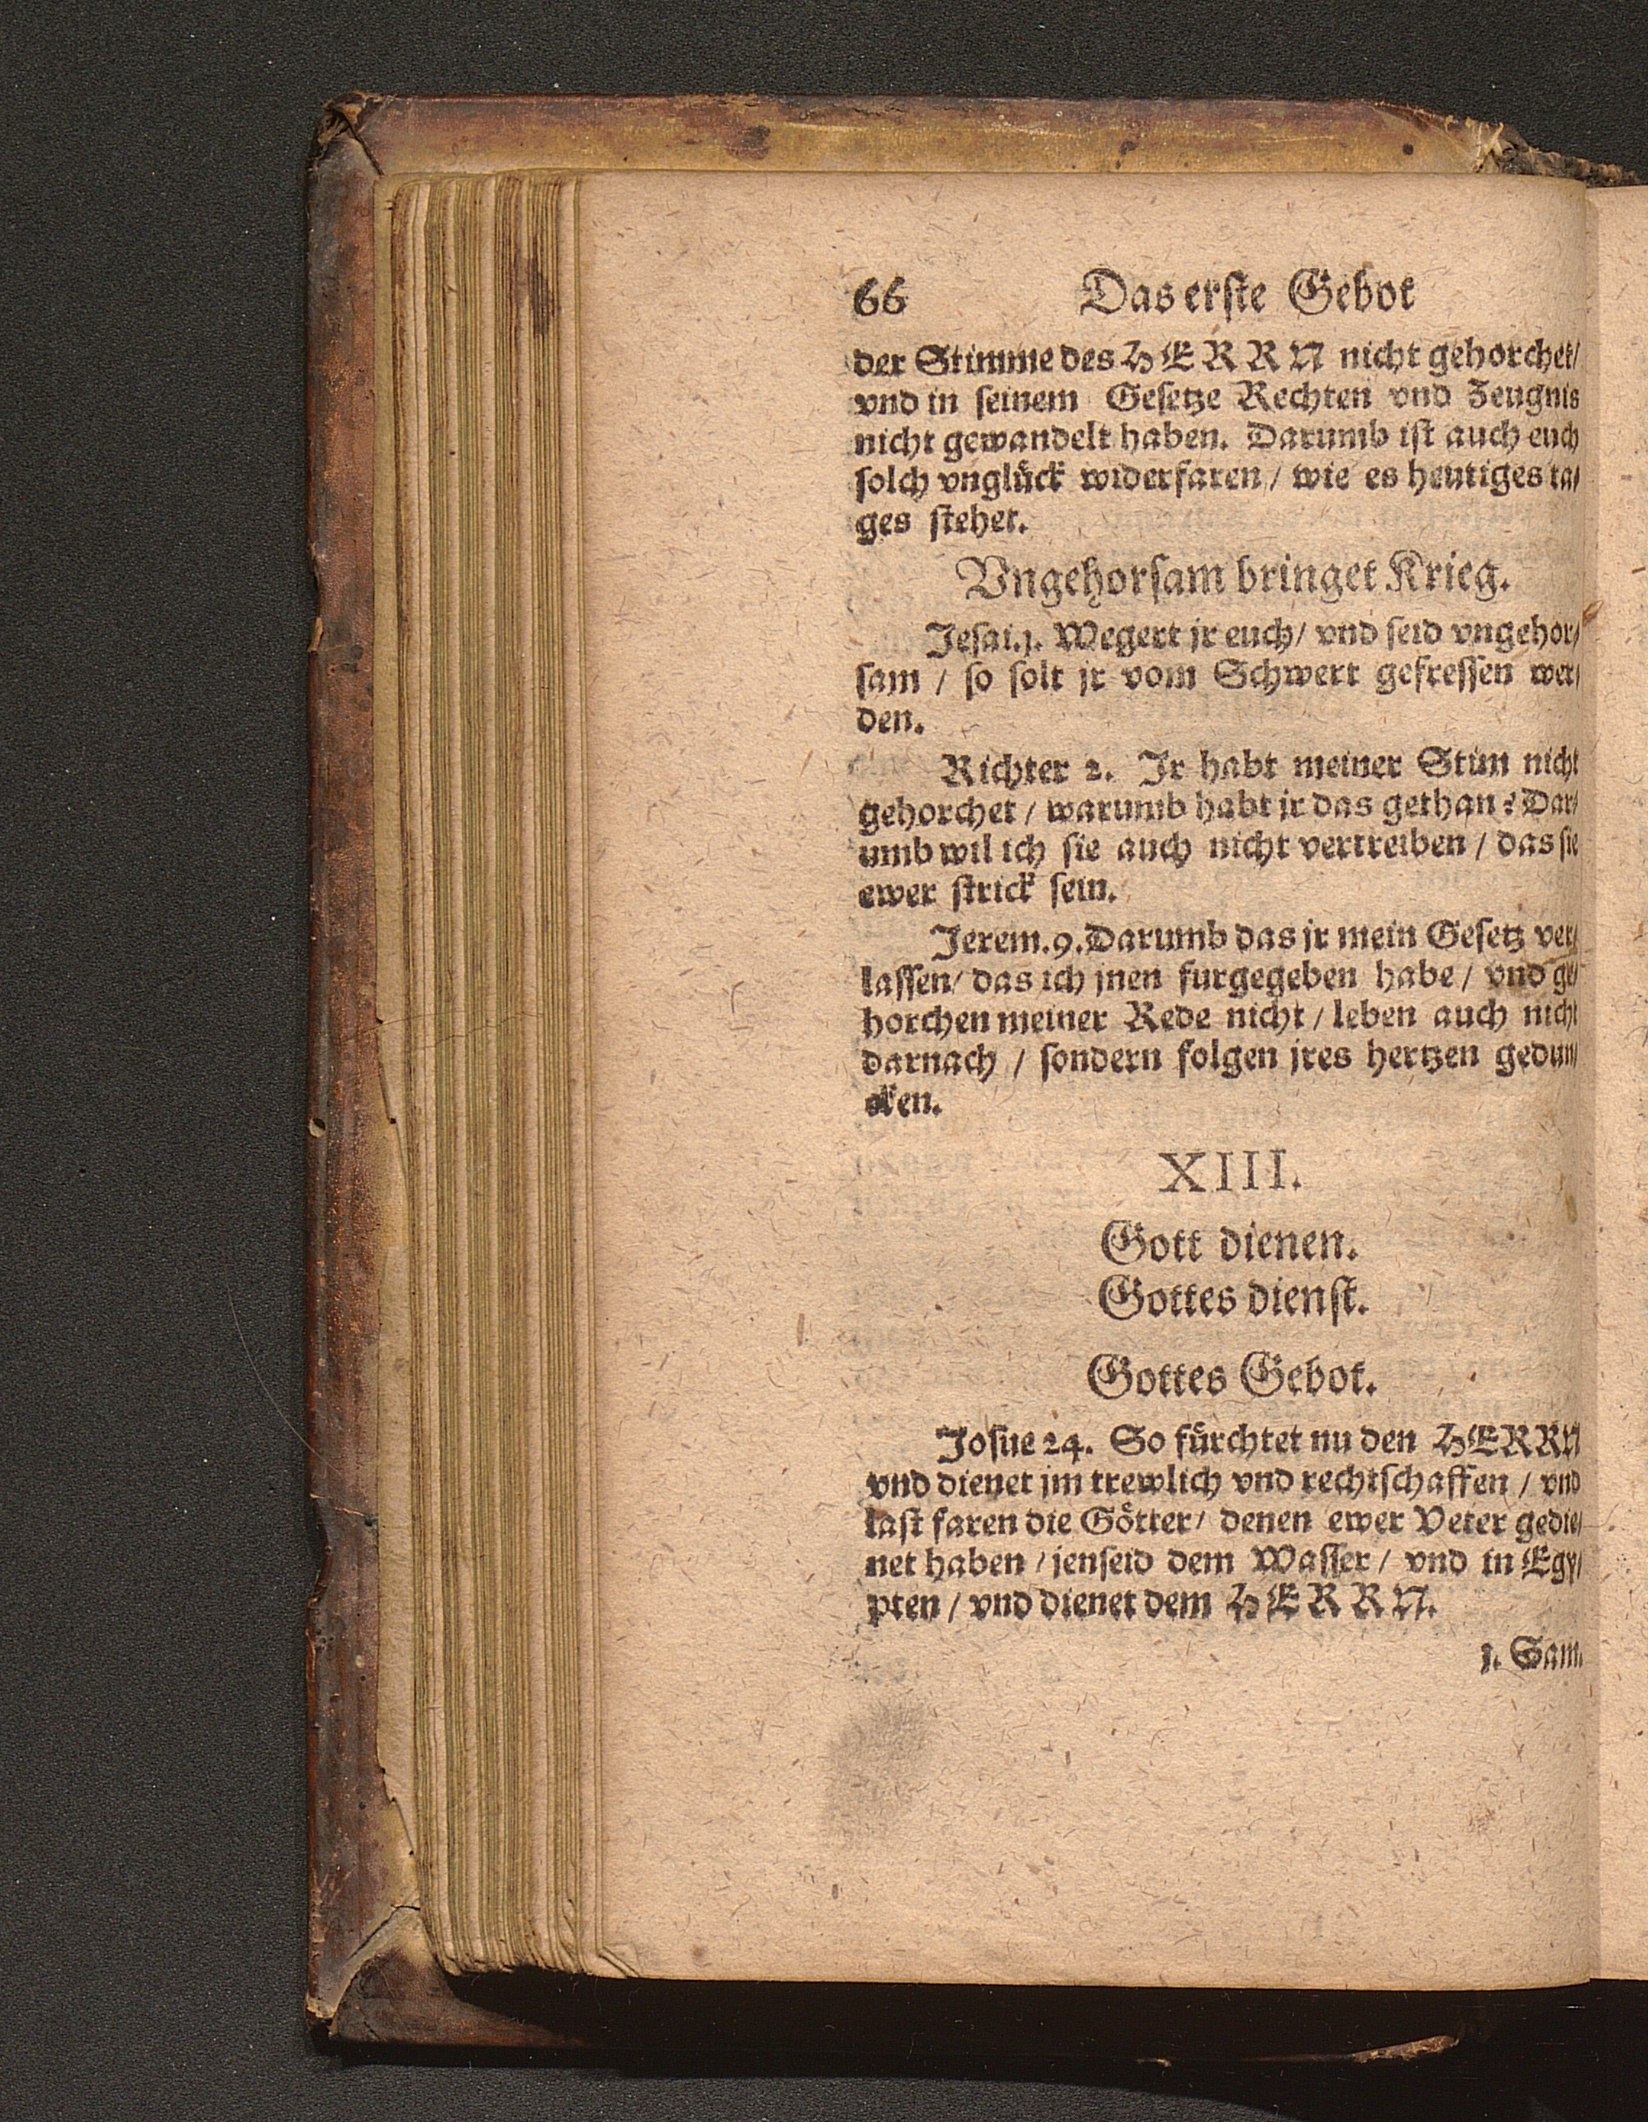 66 Das erſte Gebot
der Stimme des HERRN nicht gehorchet/
vnd in ſeinem Geſetze Rechten vnd Zeugnis
nicht gewandelt haben. Darumb iſt auch euch
ſolch vnglück widerfaren / wie es heutiges ta/
ges ſtehet.
Vngehorſam bringet Krieg.
Jeſai.j. Wegert jr euch/ vnd ſeid vngehor/
ſam / ſo ſolt jr vom Schwert gefreſſen wer/
den.
Richter 2. Jr habt meiner Stim nicht
gehorchet / warumb habt jr das gethan? Dar/
umb wil ich ſie auch nicht vertreiben / das ſie
ewer ſtrick ſein.
Jerem.9. Darumb das jr mein Geſetz ver/
laſſen/ das ich jnen furgegeben habe / vnd ge/
horchen meiner Rede nicht / leben auch nicht
darnach / ſondern folgen jres hertzen gedun/
cken.
XIII.
Gott dienen.
Gottes dienſt.
Gottes Gebot.
Joſue 24. So fürchtet nu den HERRN
vnd dienet jm trewlich vnd rechtſchaffen / vnd
laſt faren die Götter/ denen ewer Veter gedie/
net haben / jenſeid dem Waſſer / vnd in Egy/
pten / vnd dienet dem HERRN.
j. Sam.